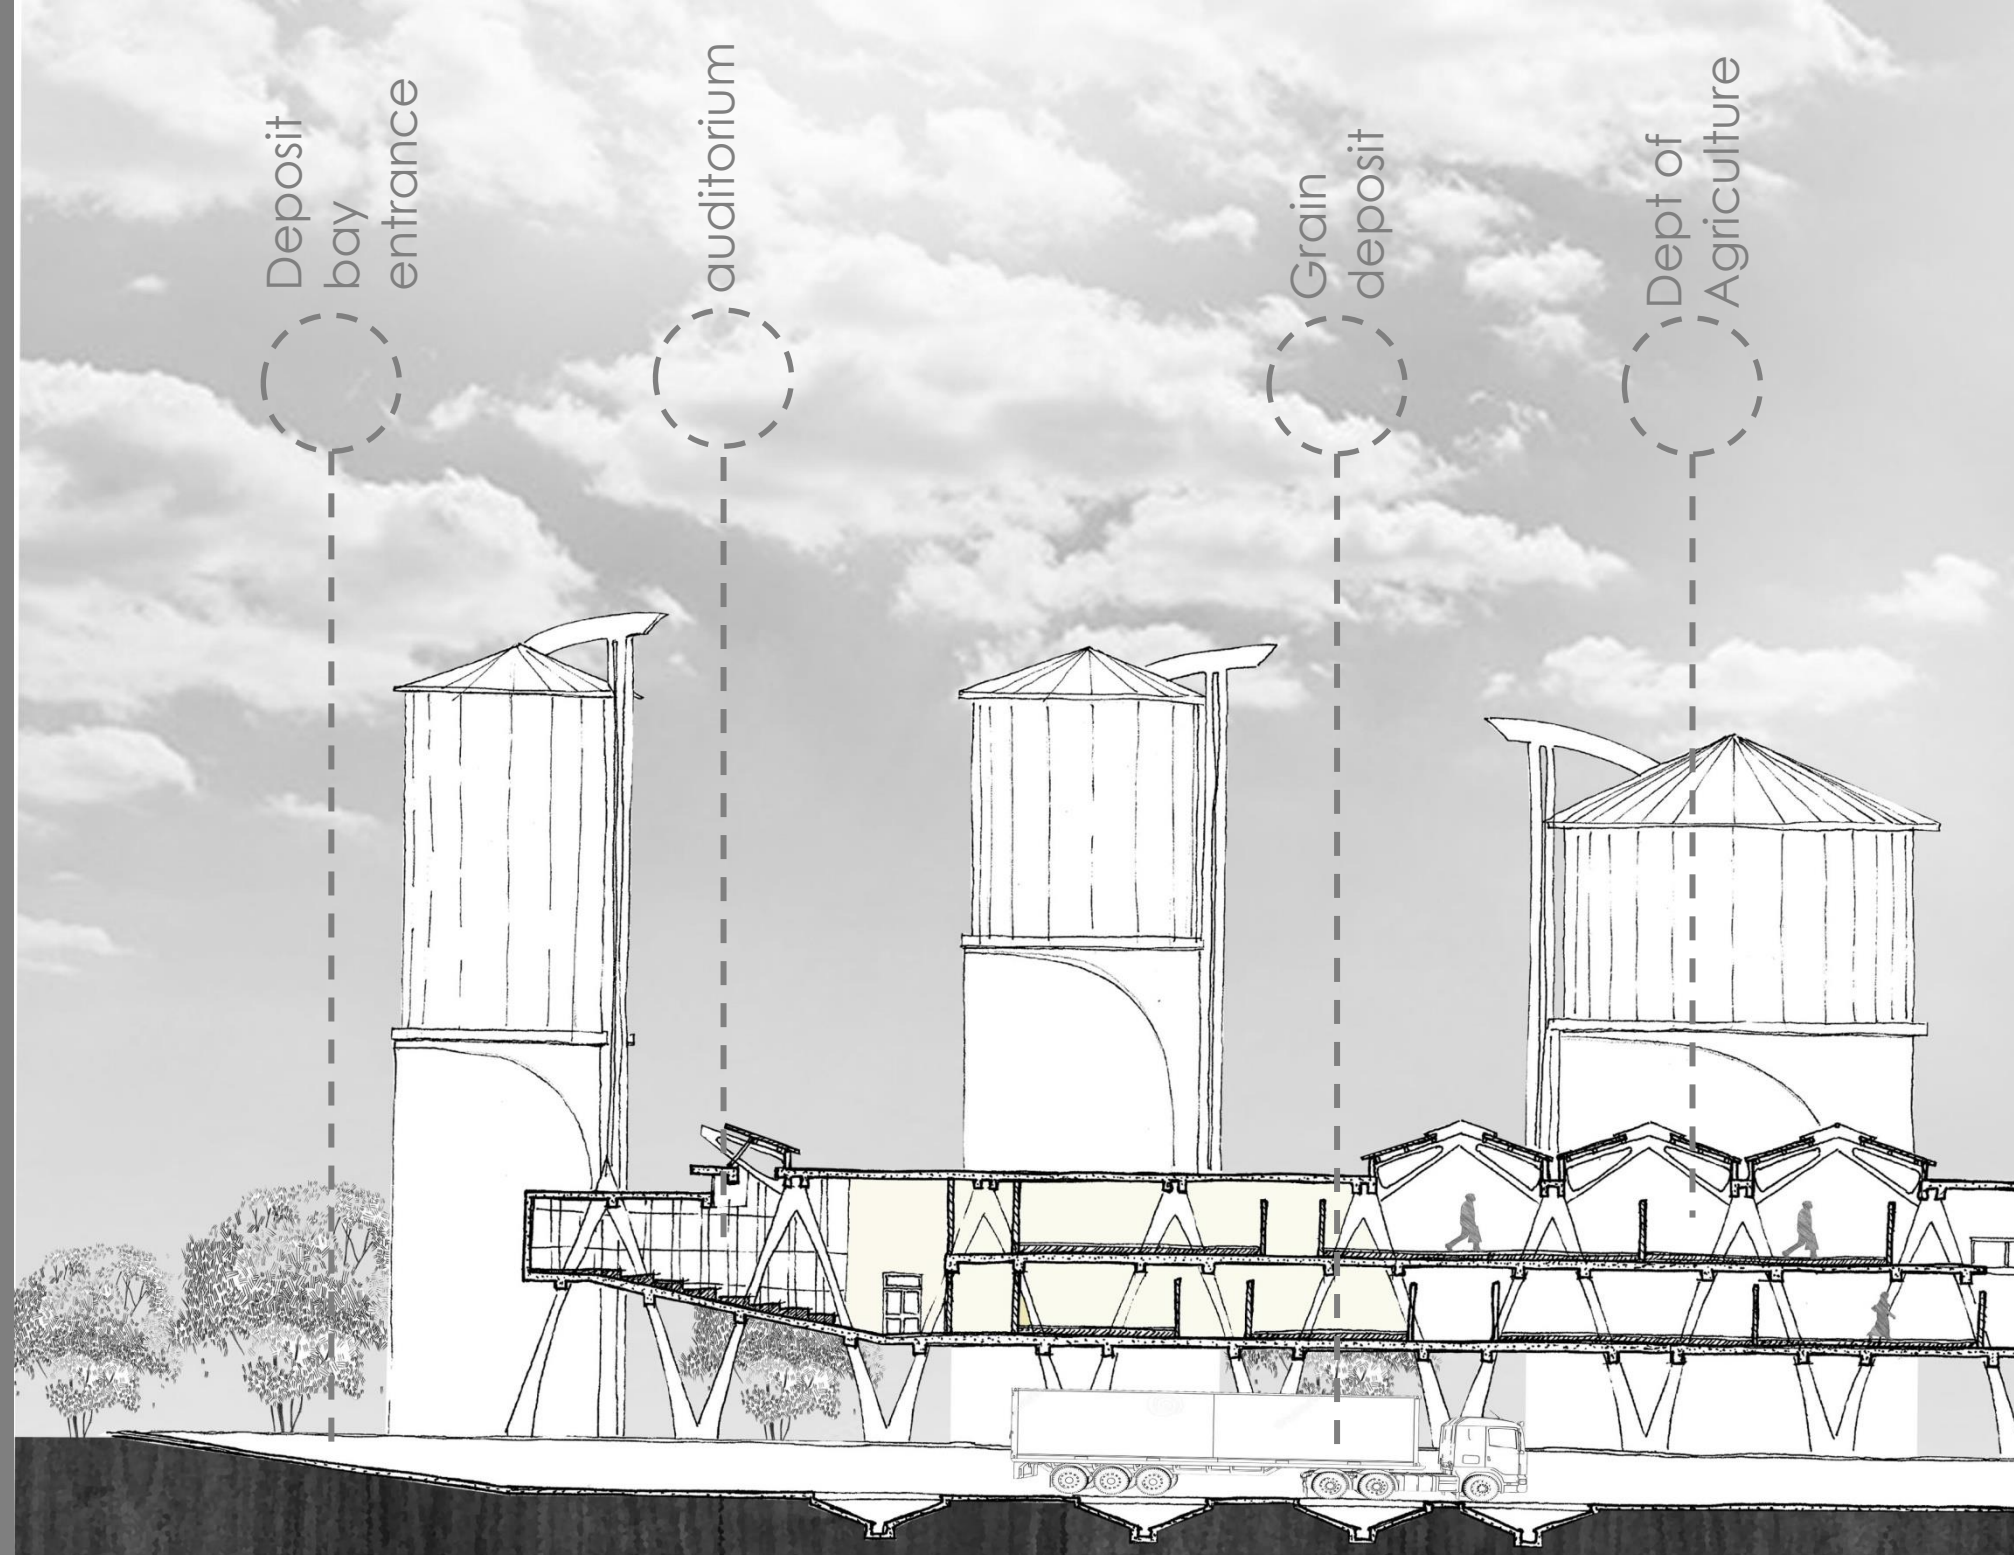 Deposit
bay
entrance
auditorium
Grain
deposit
Dept of
Agriculture